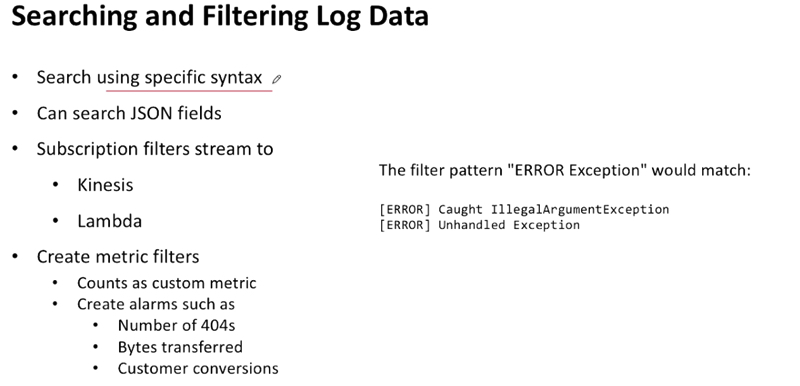 Searching and Filtering Log Data
• Search using specific syntax
• Can search JSON fields
• Subscription filters stream to
• Kinesis
• Lambda
• Create metric filters
• Counts as custom metric
• Create alarms such as
• Number of 404s
• Bytes transferred
• Customer conversions
The filter pattern "ERROR Exception" would match:
[ERROR] Caught IllegalArgumentException
[ERROR] Unhandled Exception